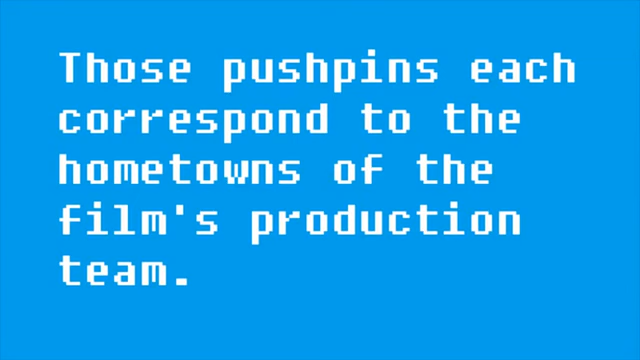 Those pushpins each
correspond to the
hometowns of the
film's production
team.